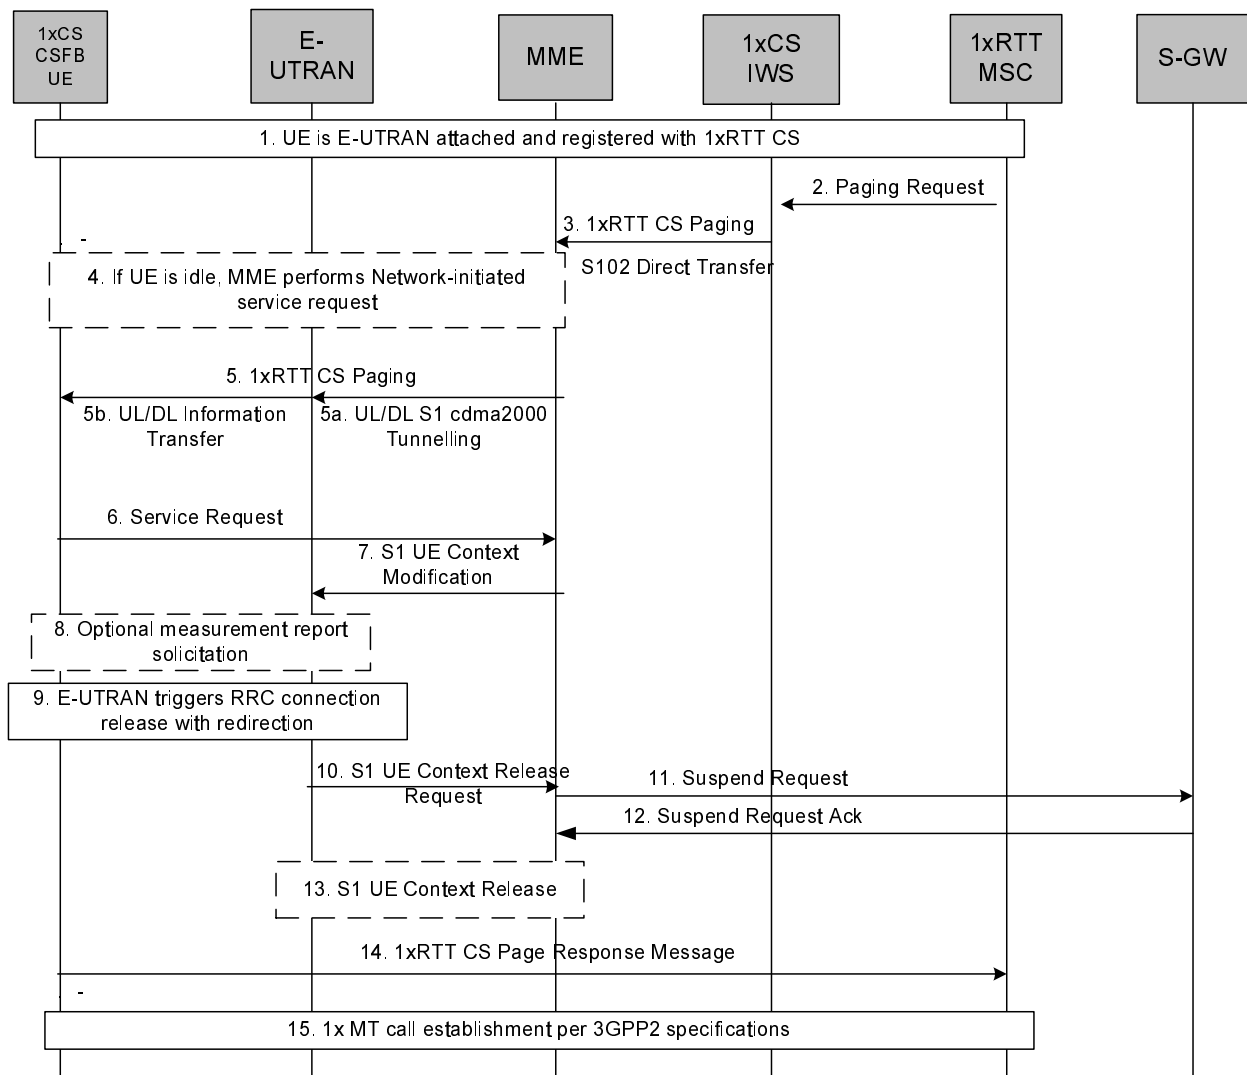 1xCS
CSFB
UE
E-
UTRAN
MME
1xCS
IWS
1xRTT
MSC
S-GW
1. UE is E-UTRAN attached and registered with 1xRTT CS
2. Paging Request
3. 1xRTT CS Paging
S102 Direct Transfer
4. If UE is idle, MME performs Network-initiated
service request
5. 1xRTT CS Paging
5b. UL/DL Information
Transfer
5a. UL/DL S1 cdma2000
Tunnelling
6. Service Request
7. S1 UE Context
Modification
8. Optional measurement report
solicitation
9. E-UTRAN triggers RRC connection
release with redirection
10. S1 UE Context Release
Request
11. Suspend Request
12. Suspend Request Ack
13. S1 UE Context Release
14. 1xRTT CS Page Response Message
15. 1x MT call establishment per 3GPP2 specifications